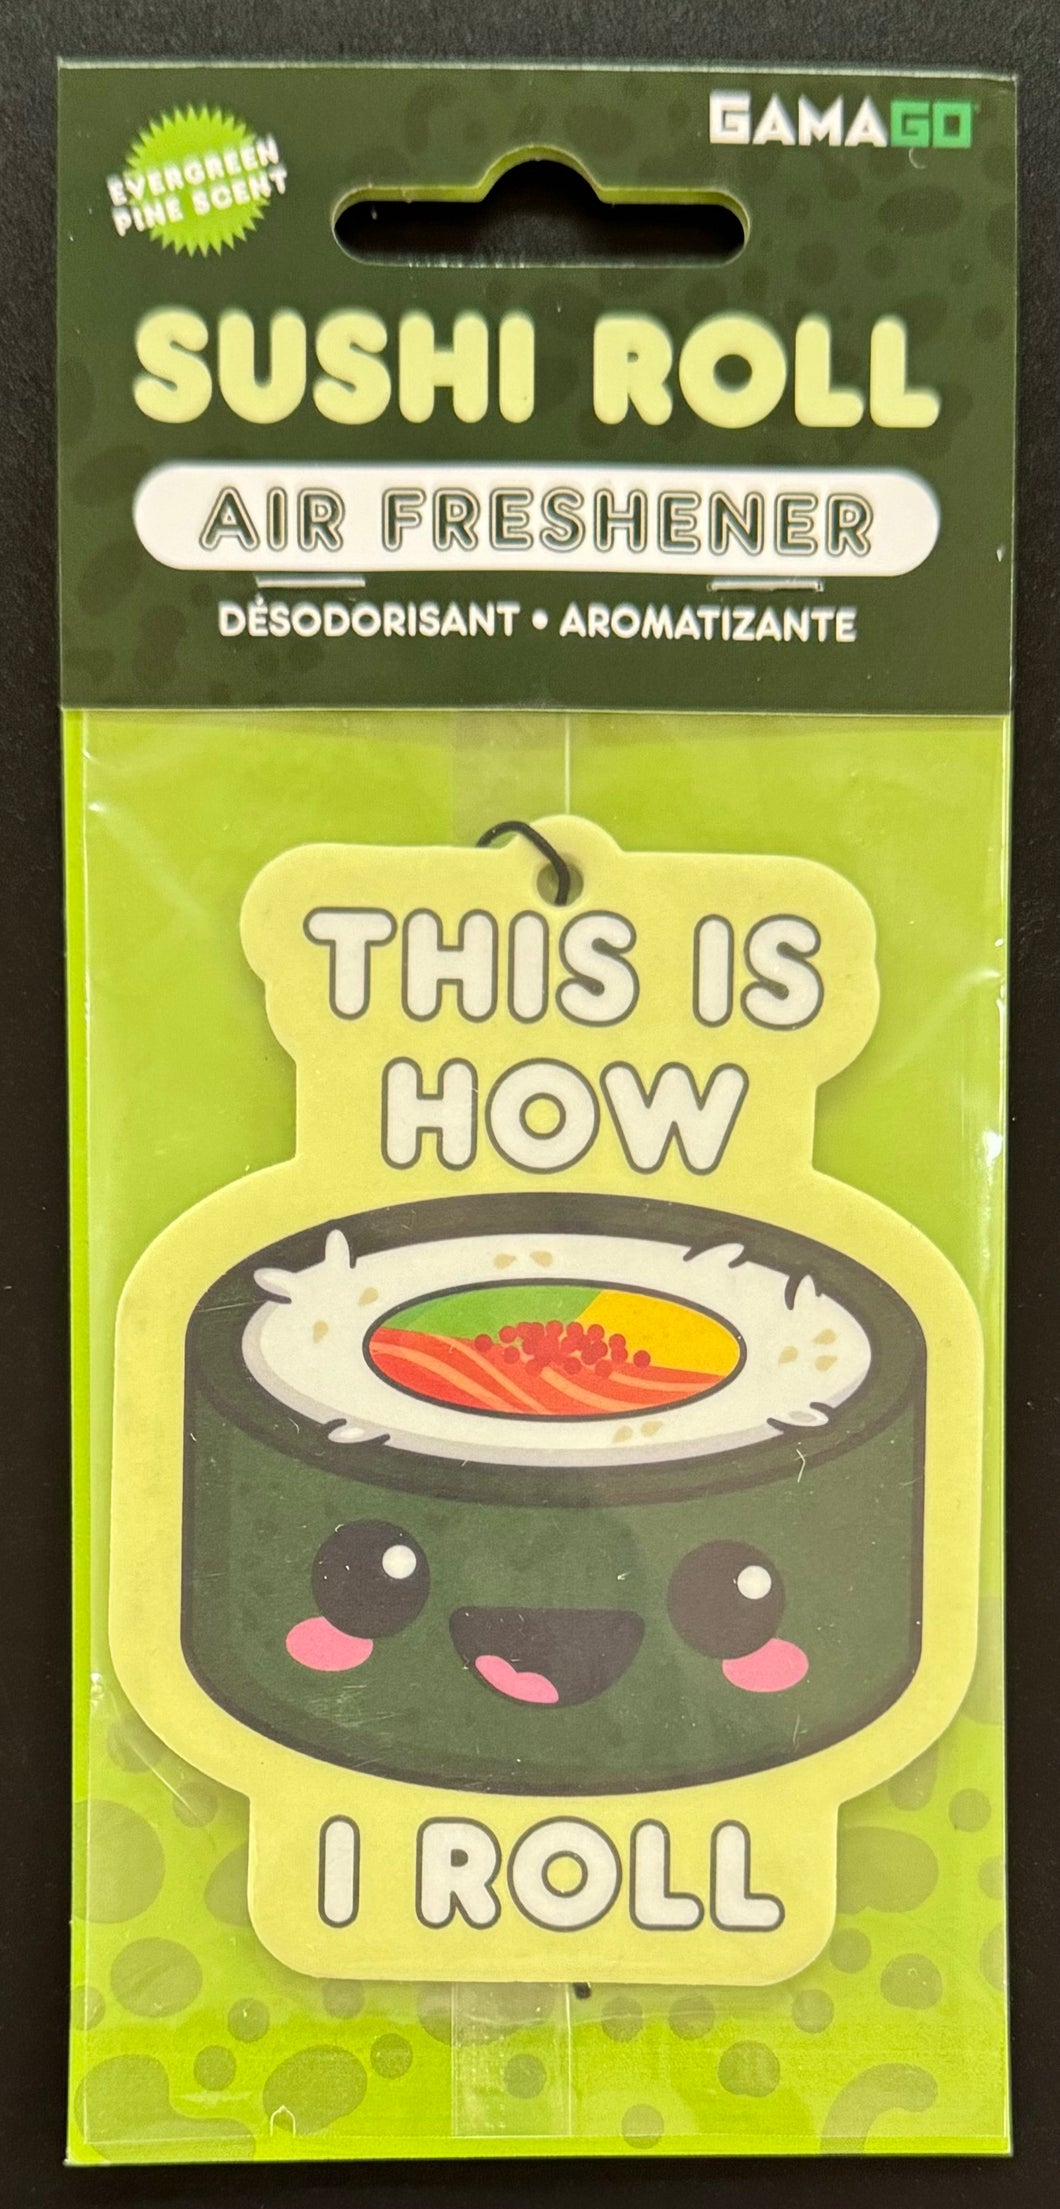 GAMAGO
EVERGREEN
PINE SCENT
SUSHI ROLL
AIR FRESHENER
DÉSODORISANT • AROMATIZANTE
THIS IS
HOW
I ROLL